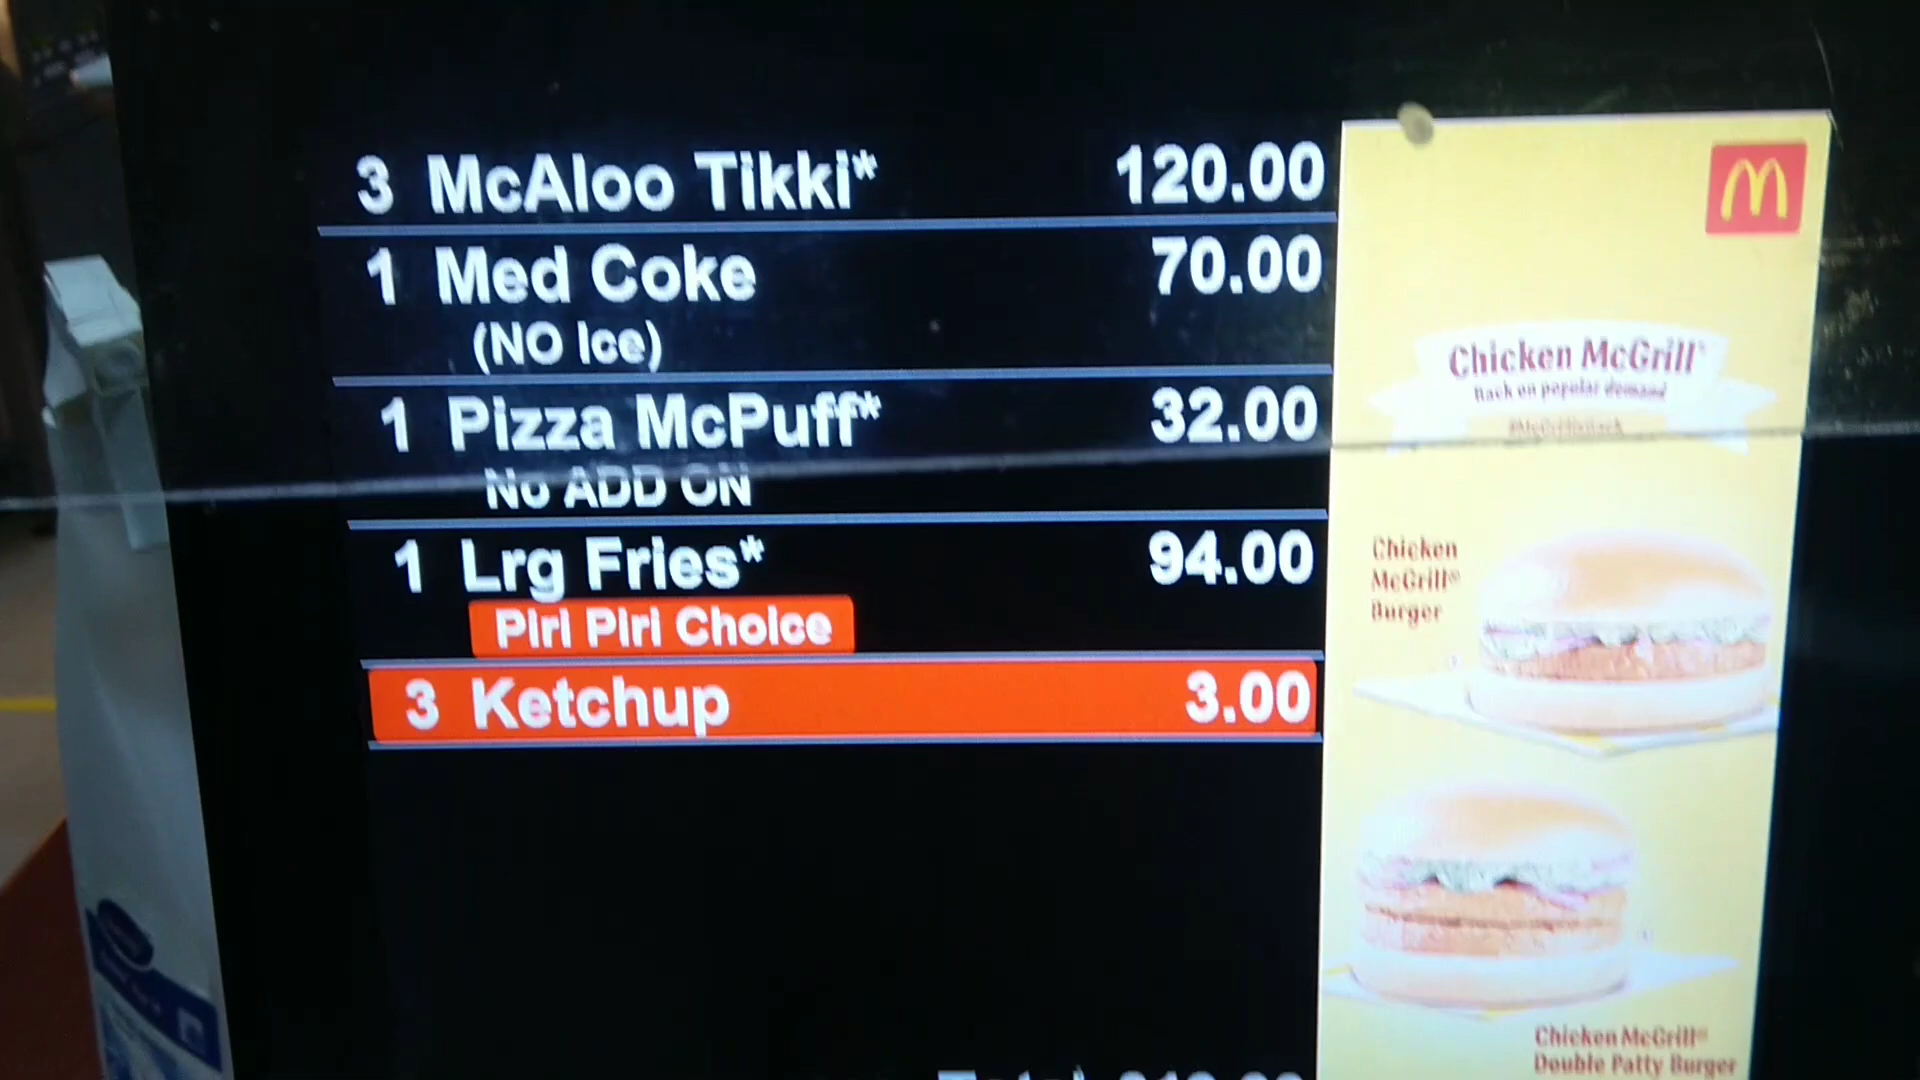 3 McAloo Tikki* 120.00
1 Med Coke 70.00
(NO Ice)
1 Pizza McPuff* 32.00
No ADD ON
1 Lrg Fries* 94.00
Piri Piri Choice
3 Ketchup 3.00
Chicken McGrill®
Back on popular demand
Chicken
McGrill®
Burger
Chicken McGrill®
Double Patty Burger